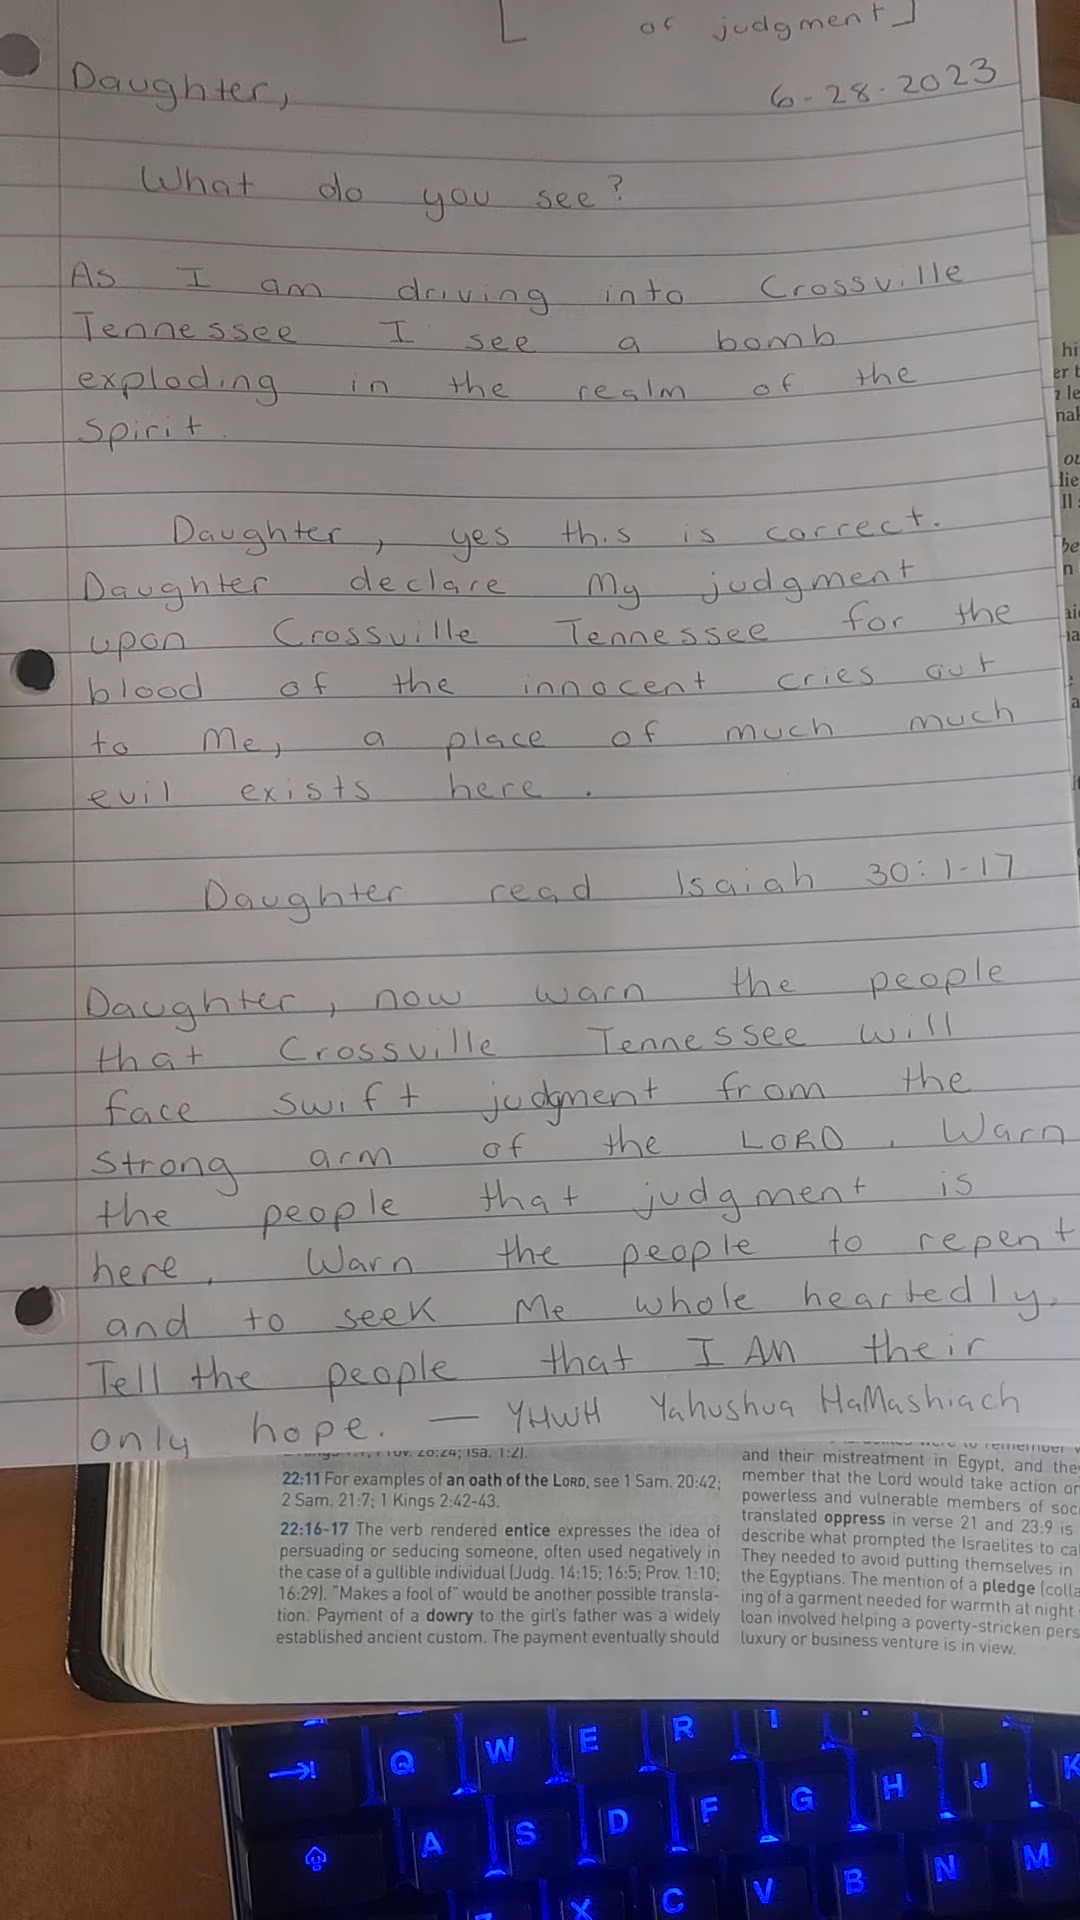 [ of judgment]
Daughter, 6-28-2023
What do you see?
As I am driving into Crossville
Tennessee I see a bomb
exploding in the realm of the
Spirit.
Daughter, yes this is correct.
Daughter declare My judgment
upon Crossville Tennessee for the
blood of the innocent cries out
to Me, a place of much much
evil exists here.
Daughter read Isaiah 30:1-17
Daughter, now warn the people
that Crossville Tennessee will
face swift judgment from the
strong arm of the LORD. Warn
the people that judgment is
here. Warn the people to repent
and to seek Me whole heartedly.
Tell the people that I AM their
only hope. — YHWH Yahushua HaMashiach
26:24; Isa. 1:2).
22:11 For examples of an oath of the LORD, see 1 Sam. 20:42;
2 Sam. 21:7; 1 Kings 2:42-43.
22:16-17 The verb rendered entice expresses the idea of
persuading or seducing someone, often used negatively in
the case of a gullible individual (Judg. 14:15; 16:5; Prov. 1:10;
16:29). "Makes a fool of" would be another possible transla-
tion. Payment of a dowry to the girl's father was a widely
established ancient custom. The payment eventually should
to remember
and their mistreatment in Egypt, and the
member that the Lord would take action or
powerless and vulnerable members of soc
translated oppress in verse 21 and 23:9 is
describe what prompted the Israelites to ca
They needed to avoid putting themselves in
the Egyptians. The mention of a pledge (colla
ing of a garment needed for warmth at night
loan involved helping a poverty-stricken pers
luxury or business venture is in view.
Q W E R
A S D F G H J K
X C V B N M